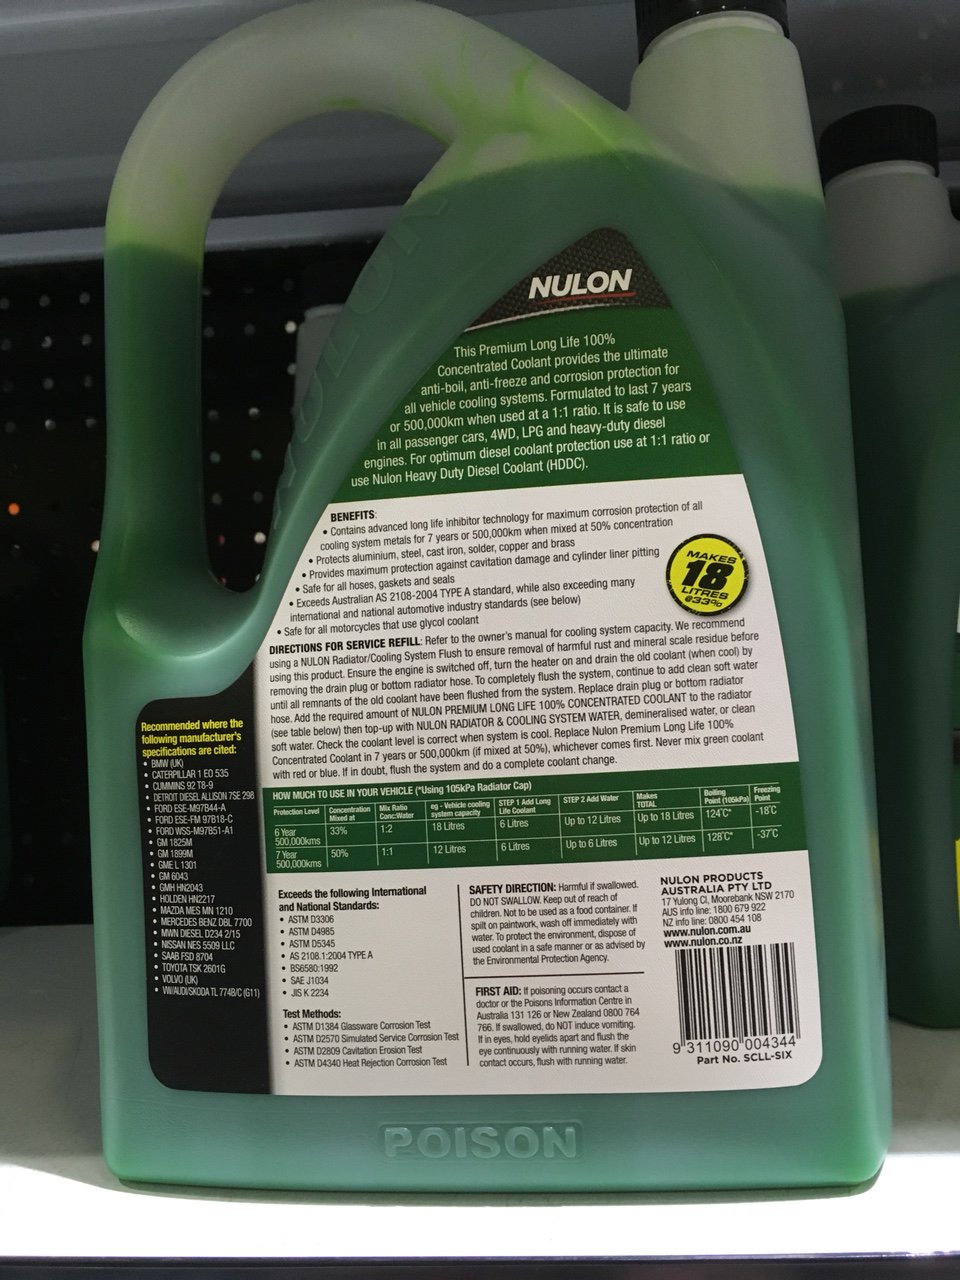 NULON
This Premium Long Life 100%
Concentrated Coolant provides the ultimate
anti-boil, anti-freeze and corrosion protection for
all vehicle cooling systems. Formulated to last 7 years
or 500,000km when used at a 1:1 ratio. It is safe to use
in all passenger cars, 4WD, LPG and heavy-duty diesel
engines. For optimum diesel coolant protection use at 1:1 ratio or
use Nulon Heavy Duty Diesel Coolant (HDDC).
BENEFITS:
• Contains advanced long life inhibitor technology for maximum corrosion protection of all
cooling system metals for 7 years or 500,000km when mixed at 50% concentration
• Protects aluminium, steel, cast iron, solder, copper and brass
• Provides maximum protection against cavitation damage and cylinder liner pitting
• Safe for all hoses, gaskets and seals
• Exceeds Australian AS 2108-2004 TYPE A standard, while also exceeding many
international and national automotive industry standards (see below)
• Safe for all motorcycles that use glycol coolant
MAKES
18
LITRES
@33%
DIRECTIONS FOR SERVICE REFILL: Refer to the owner's manual for cooling system capacity. We recommend
using a NULON Radiator/Cooling System Flush to ensure removal of harmful rust and mineral scale residue before
using this product. Ensure the engine is switched off, turn the heater on and drain the old coolant (when cool) by
removing the drain plug or bottom radiator hose. To completely flush the system, continue to add clean soft water
until all remnants of the old coolant have been flushed from the system. Replace drain plug or bottom radiator
hose. Add the required amount of NULON PREMIUM LONG LIFE 100% CONCENTRATED COOLANT to the radiator
(see table below) then top-up with NULON RADIATOR & COOLING SYSTEM WATER, demineralised water, or clean
soft water. Check the coolant level is correct when system is cool. Replace Nulon Premium Long Life 100%
Concentrated Coolant in 7 years or 500,000km (if mixed at 50%), whichever comes first. Never mix green coolant
with red or blue. If in doubt, flush the system and do a complete coolant change.
Recommended where the
following manufacturer's
specifications are cited:
• BMW (UK)
• CATERPILLAR 1 EO 535
• CUMMINS 92 T8-9
• DETROIT DIESEL ALLISON 7SE 298
• FORD ESE-M97B44-A
• FORD ESE-FM 97B18-C
• FORD WSS-M97B51-A1
• GM 1825M
• GM 1899M
• GME L 1301
• GM 6043
• GMH HN2043
• HOLDEN HN2217
• MAZDA MES MN 1210
• MERCEDES BENZ DBL 7700
• MWN DIESEL D234 2/15
• NISSAN NES 5509 LLC
• SAAB FSD 8704
• TOYOTA TSK 2601G
• VOLVO (UK)
• VW/AUDI/SKODA TL 774B/C (G11)
HOW MUCH TO USE IN YOUR VEHICLE (*Using 105kPa Radiator Cap)
Protection Level Concentration Mixed at Mix Ratio Conc:Water eg - Vehicle cooling system capacity STEP 1 Add Long Life Coolant STEP 2 Add Water Makes TOTAL Boiling Point (105kPa) Freezing Point
6 Year 500,000kms 33% 1:2 18 Litres 6 Litres Up to 12 Litres Up to 18 Litres 124°C* -18°C
7 Year 500,000kms 50% 1:1 12 Litres 6 Litres Up to 6 Litres Up to 12 Litres 128°C* -37°C
Exceeds the following International
and National Standards:
• ASTM D3306
• ASTM D4985
• ASTM D5345
• AS 2108.1:2004 TYPE A
• BS6580:1992
• SAE J1034
• JIS K 2234
Test Methods:
• ASTM D1384 Glassware Corrosion Test
• ASTM D2570 Simulated Service Corrosion Test
• ASTM D2809 Cavitation Erosion Test
• ASTM D4340 Heat Rejection Corrosion Test
SAFETY DIRECTION: Harmful if swallowed.
DO NOT SWALLOW. Keep out of reach of
children. Not to be used as a food container. If
spilt on paintwork, wash off immediately with
water. To protect the environment, dispose of
used coolant in a safe manner or as advised by
the Environmental Protection Agency.
FIRST AID: If poisoning occurs contact a
doctor or the Poisons Information Centre in
Australia 131 126 or New Zealand 0800 764
766. If swallowed, do NOT induce vomiting.
If in eyes, hold eyelids apart and flush the
eye continuously with running water. If skin
contact occurs, flush with running water.
NULON PRODUCTS
AUSTRALIA PTY LTD
17 Yulong Cl, Moorebank NSW 2170
AUS info line: 1800 679 922
NZ info line: 0800 454 108
www.nulon.com.au
www.nulon.co.nz
9 311090 004344
Part No. SCLL-SIX
POISON